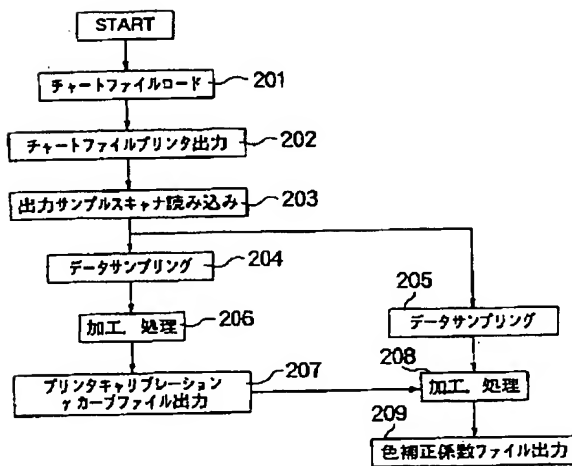 START
チャートファイルロード
201
チャートファイルプリンタ出力
202
出力サンプルスキャナ読み込み
203
データサンプリング
204
205
データサンプリング
加工、処理
206
207
プリンタキャリブレーション
γカーブファイル出力
208
加工、処理
209
色補正係数ファイル出力